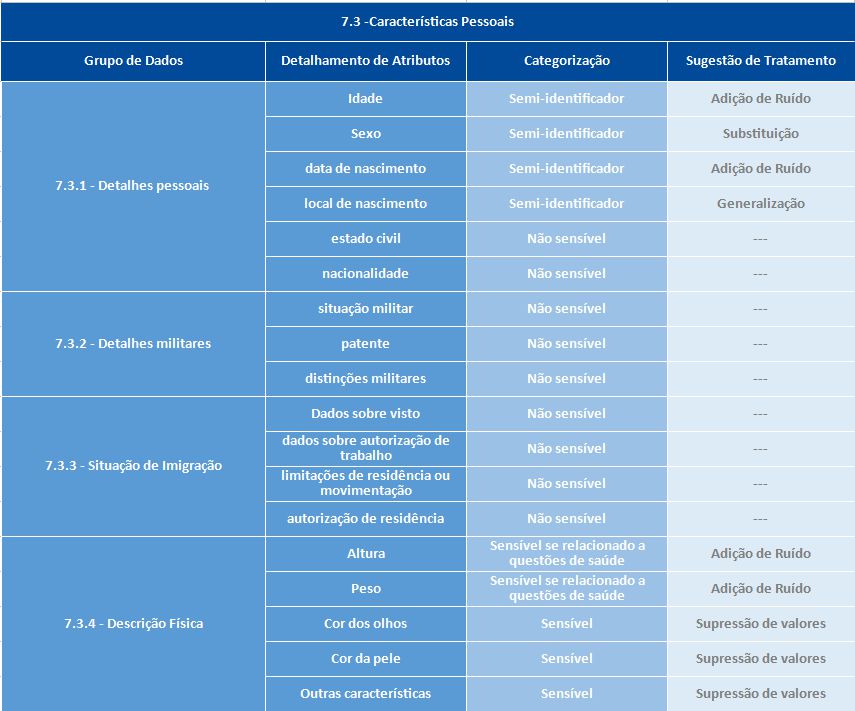 7.3 -Características Pessoais
Grupo de Dados Detalhamento de Atributos Categorização Sugestão de Tratamento
7.3.1 - Detalhes pessoais
Idade Semi-identificador Adição de Ruído
Sexo Semi-identificador Substituição
data de nascimento Semi-identificador Adição de Ruído
local de nascimento Semi-identificador Generalização
estado civil Não sensível ---
nacionalidade Não sensível ---
7.3.2 - Detalhes militares
situação militar Não sensível ---
patente Não sensível ---
distinções militares Não sensível ---
7.3.3 - Situação de Imigração
Dados sobre visto Não sensível ---
dados sobre autorização de
trabalho
Não sensível ---
limitações de residência ou
movimentação
Não sensível ---
autorização de residência Não sensível ---
7.3.4 - Descrição Física
Altura
Sensível se relacionado a
questões de saúde
Adição de Ruído
Peso
Sensível se relacionado a
questões de saúde
Adição de Ruído
Cor dos olhos Sensível Supressão de valores
Cor da pele Sensível Supressão de valores
Outras características Sensível Supressão de valores